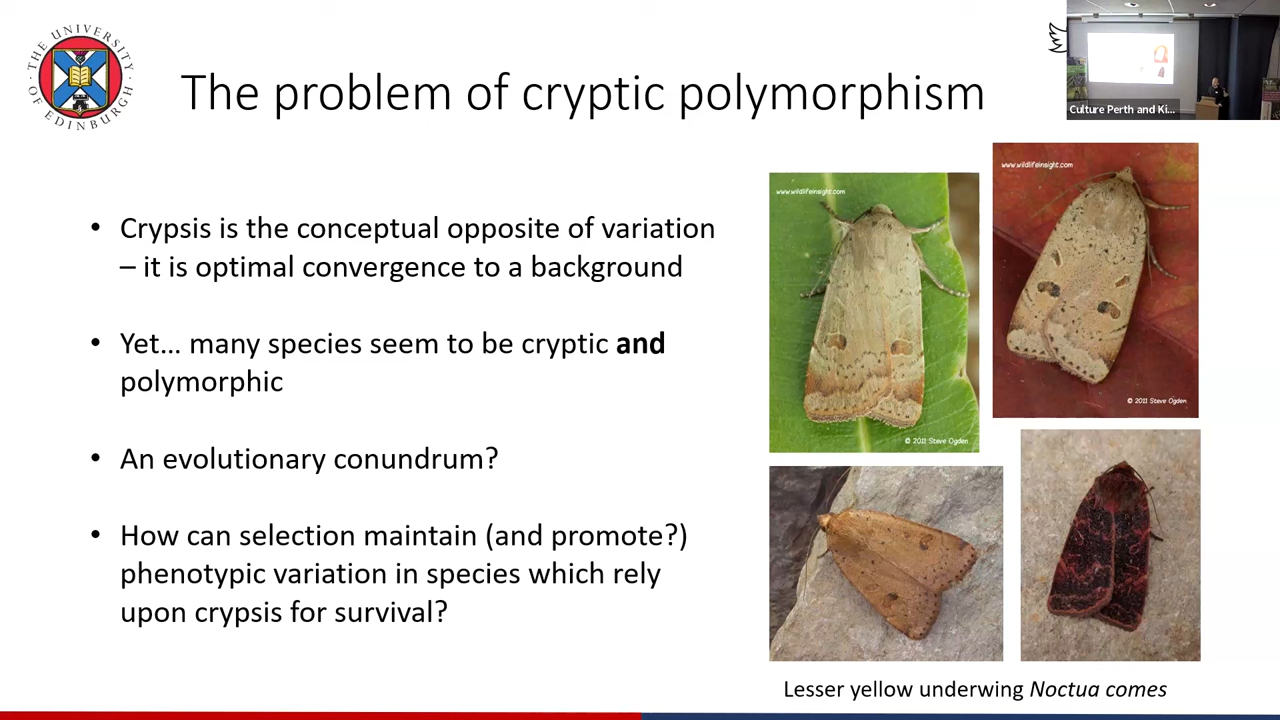 THE UNIVERSITY OF EDINBURGH
The problem of cryptic polymorphism
Culture Perth and Ki...
• Crypsis is the conceptual opposite of variation
– it is optimal convergence to a background
• Yet... many species seem to be cryptic and
polymorphic
• An evolutionary conundrum?
• How can selection maintain (and promote?)
phenotypic variation in species which rely
upon crypsis for survival?
www.wildlifeinsight.com
© 2011 Steve Ogden
www.wildlifeinsight.com
© 2011 Steve Ogden
Lesser yellow underwing Noctua comes